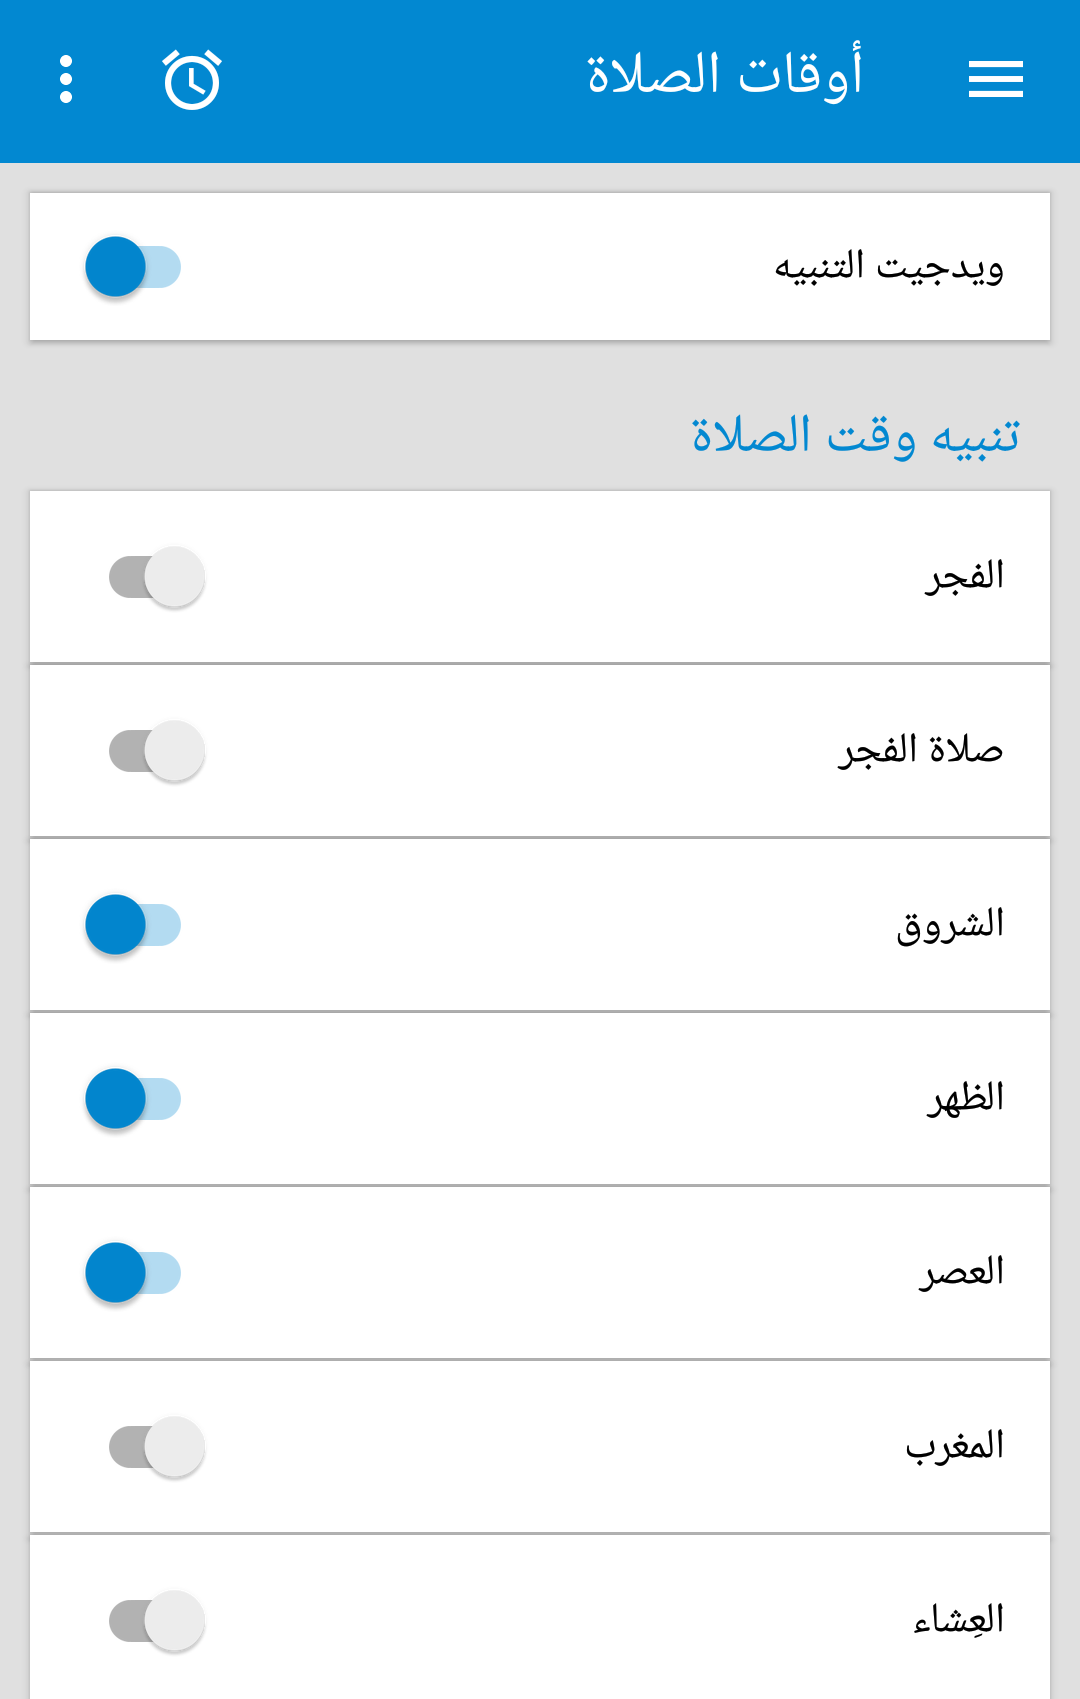 أوقات الصلاة
ويدجيت التنبيه
تنبيه وقت الصلاة
الفجر
صلاة الفجر
الشروق
الظهر
العصر
المغرب
العِشاء